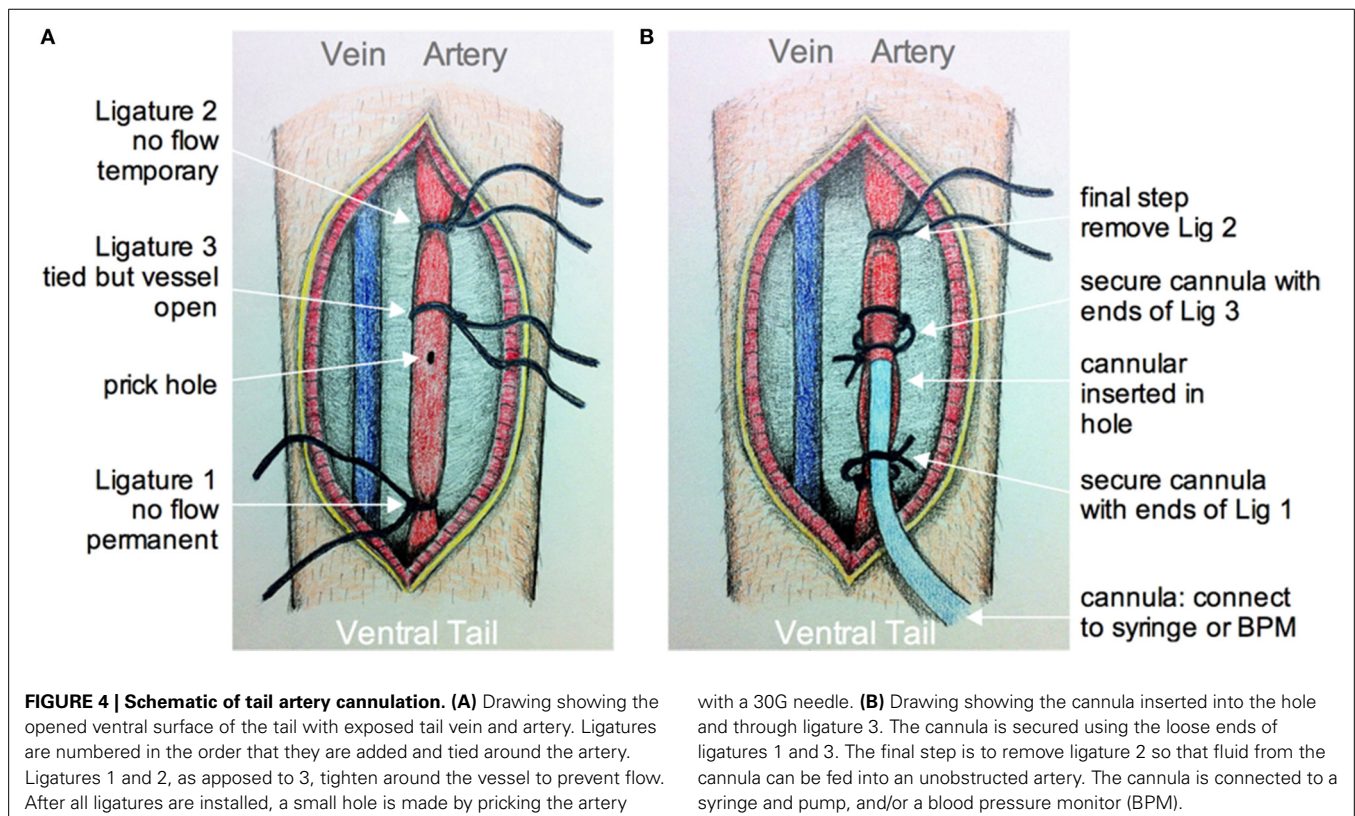 A
Vein Artery
Ligature 2
no flow
temporary
Ligature 3
tied but vessel
open
prick hole
Ligature 1
no flow
permanent
Ventral Tail
B
Vein Artery
final step
remove Lig 2
secure cannula with
ends of Lig 3
cannular
inserted in
hole
secure cannula
with ends of Lig 1
cannula: connect
to syringe or BPM
Ventral Tail
FIGURE 4 | Schematic of tail artery cannulation. (A) Drawing showing the
opened ventral surface of the tail with exposed tail vein and artery. Ligatures
are numbered in the order that they are added and tied around the artery.
Ligatures 1 and 2, as apposed to 3, tighten around the vessel to prevent flow.
After all ligatures are installed, a small hole is made by pricking the artery
with a 30G needle. (B) Drawing showing the cannula inserted into the hole
and through ligature 3. The cannula is secured using the loose ends of
ligatures 1 and 3. The final step is to remove ligature 2 so that fluid from the
cannula can be fed into an unobstructed artery. The cannula is connected to a
syringe and pump, and/or a blood pressure monitor (BPM).